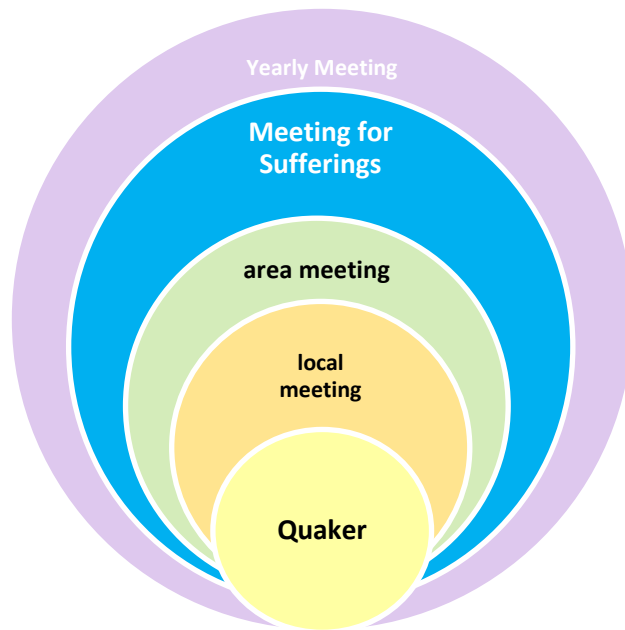 Yearly Meeting
Meeting for
Sufferings
area meeting
local
meeting
Quaker